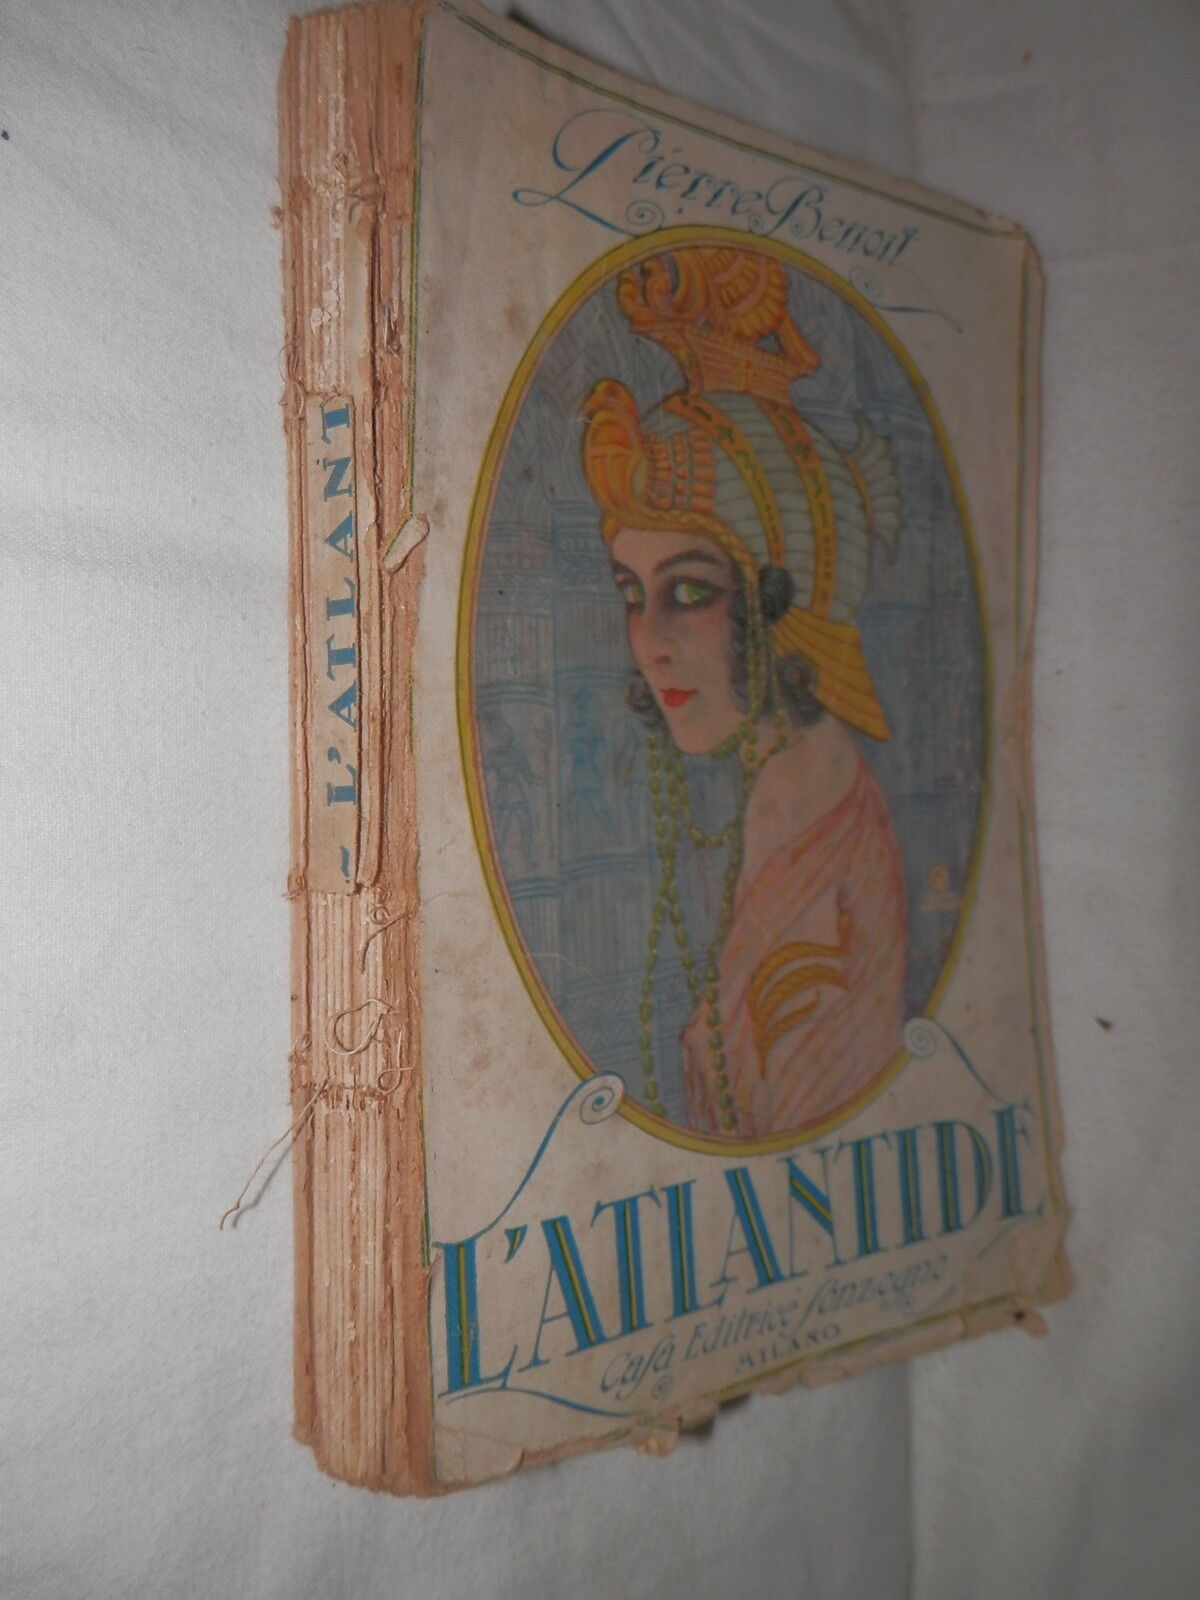 Pierre Benoit
L'ATLANTIDE
Casa Editrice Sonzogno
MILANO
~ L'ATLANT